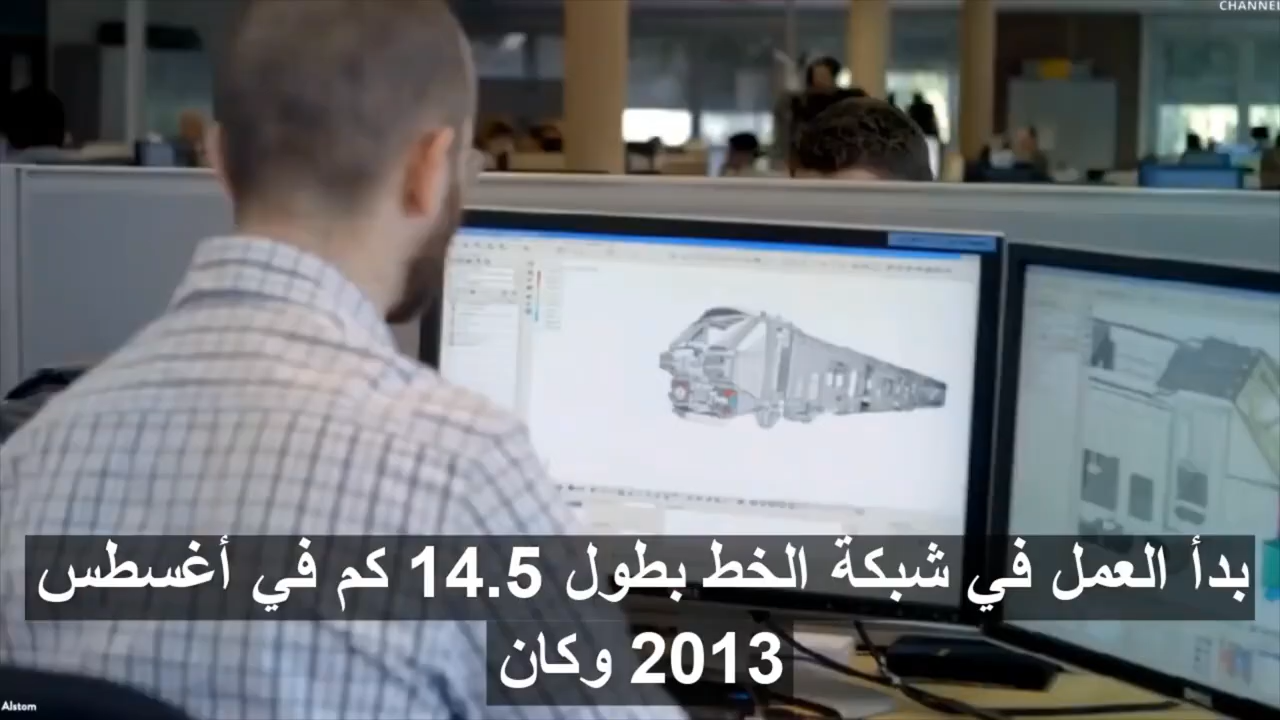 CHANNEL
بدأ العمل في شبكة الخط بطول 14.5 كم في أغسطس
2013 وكان
Alstom